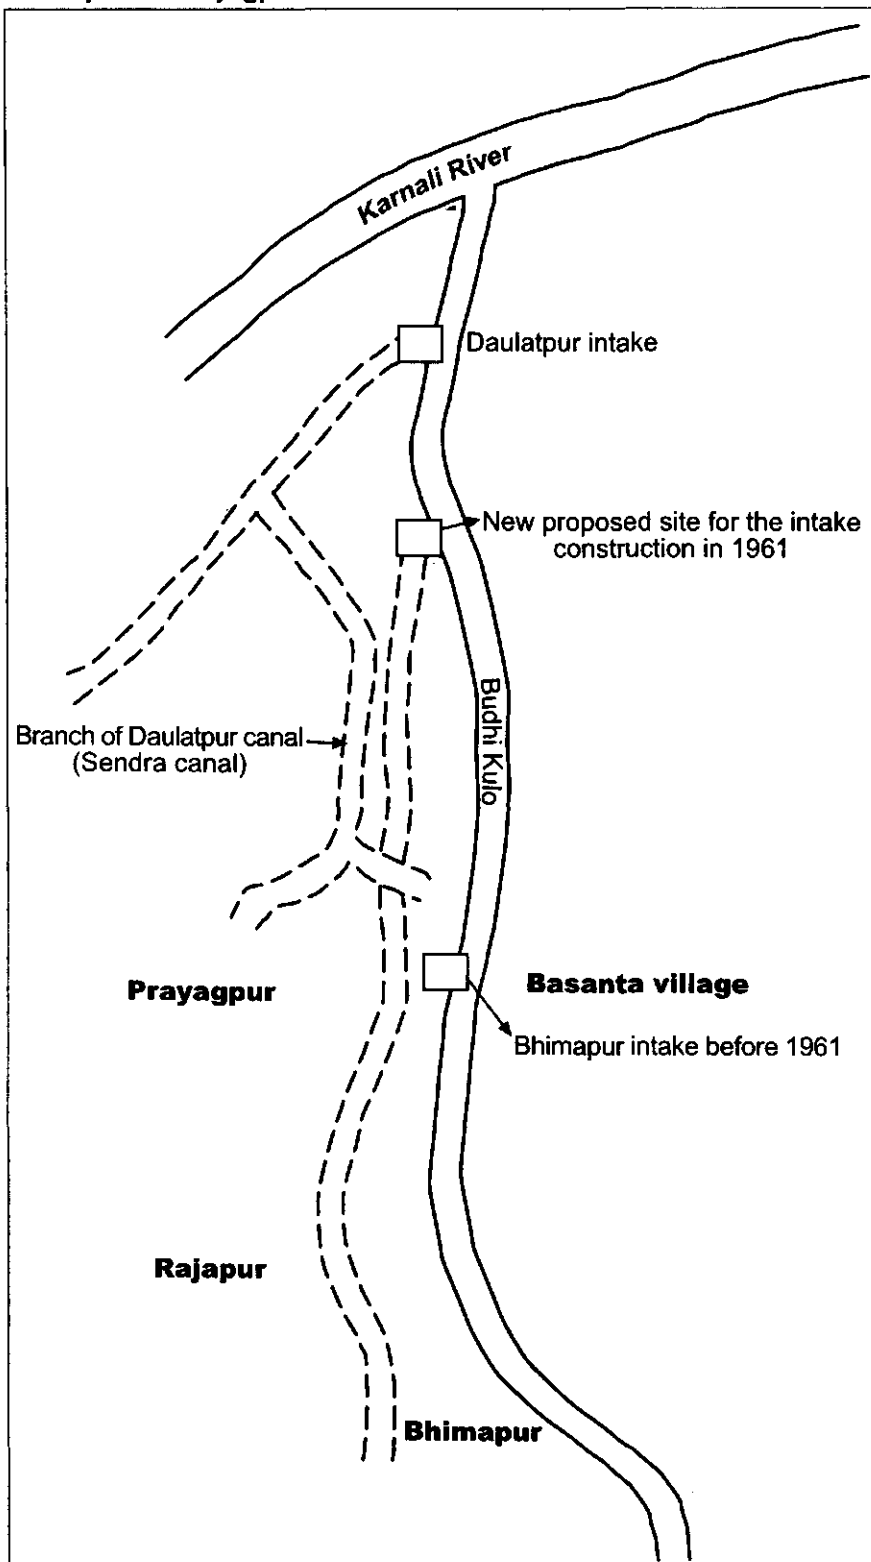 Karnali River
Daulatpur intake
New proposed site for the intake
construction in 1961
Budhi Kulo
Branch of Daulatpur canal
(Sendra canal)
Prayagpur
Basanta village
Bhimapur intake before 1961
Rajapur
Bhimapur